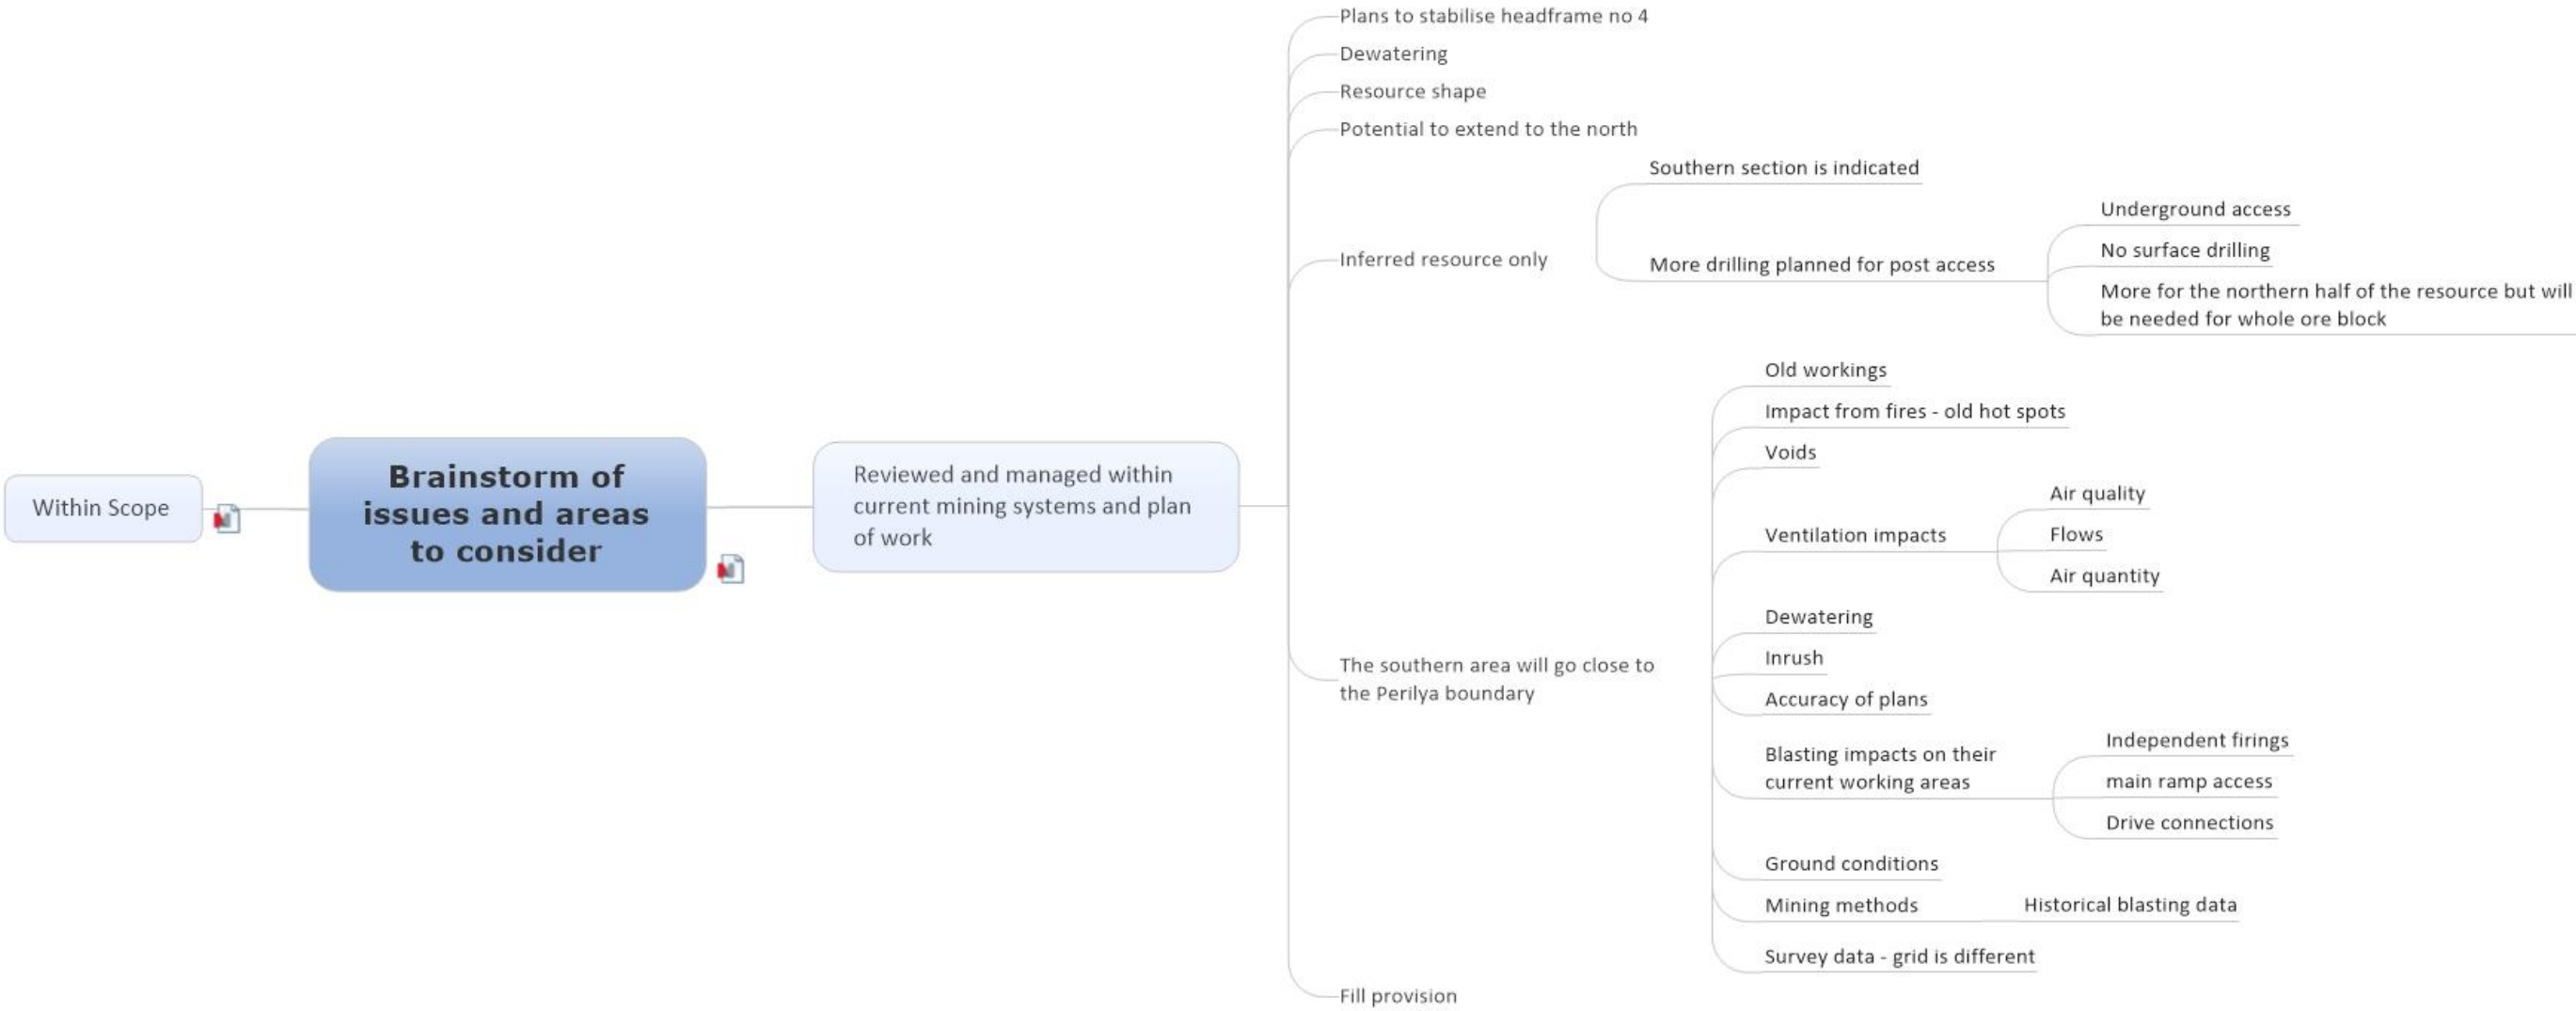 Within Scope
Brainstorm of
issues and areas
to consider
Reviewed and managed within
current mining systems and plan
of work
Plans to stabilise headframe no 4
Dewatering
Resource shape
Potential to extend to the north
Inferred resource only
Southern section is indicated
More drilling planned for post access
Underground access
No surface drilling
More for the northern half of the resource but will
be needed for whole ore block
The southern area will go close to
the Perilya boundary
Old workings
Impact from fires - old hot spots
Voids
Ventilation impacts
Air quality
Flows
Air quantity
Dewatering
Inrush
Accuracy of plans
Blasting impacts on their
current working areas
Independent firings
main ramp access
Drive connections
Ground conditions
Mining methods
Historical blasting data
Survey data - grid is different
Fill provision